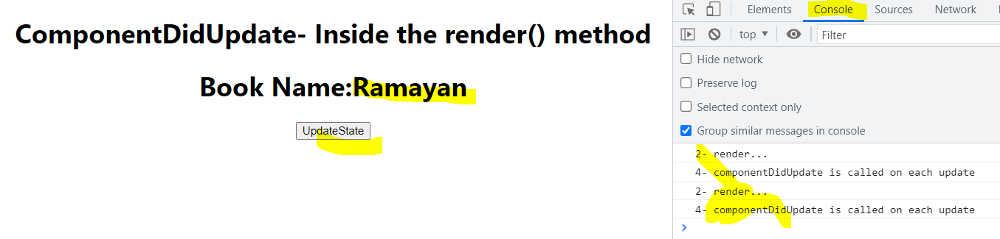 ComponentDidUpdate- Inside the render() method
Book Name:Ramayan
UpdateState
Elements Console Sources Network
top ▼ Filter
Hide network
Preserve log
Selected context only
Group similar messages in console
2- render...
4- componentDidUpdate is called on each update
2- render...
4- componentDidUpdate is called on each update